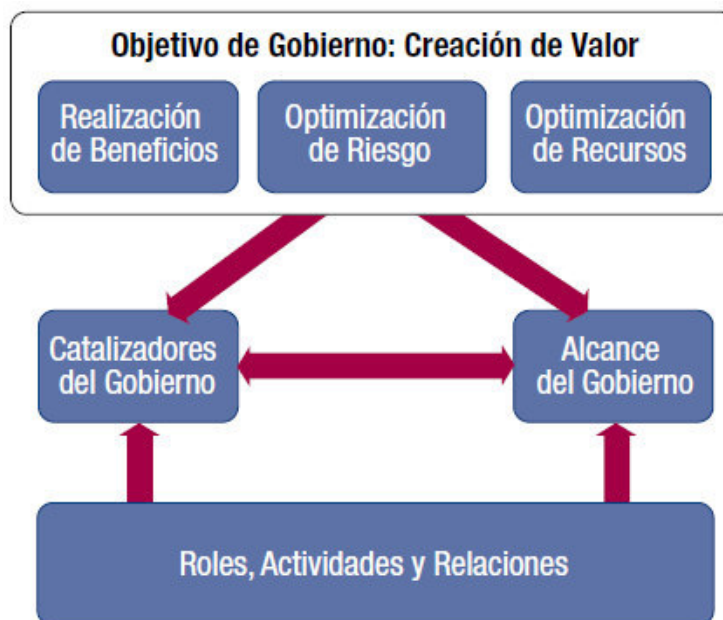 Objetivo de Gobierno: Creación de Valor
Realización
de Beneficios
Optimización
de Riesgo
Optimización
de Recursos
Catalizadores
del Gobierno
Alcance
del Gobierno
Roles, Actividades y Relaciones